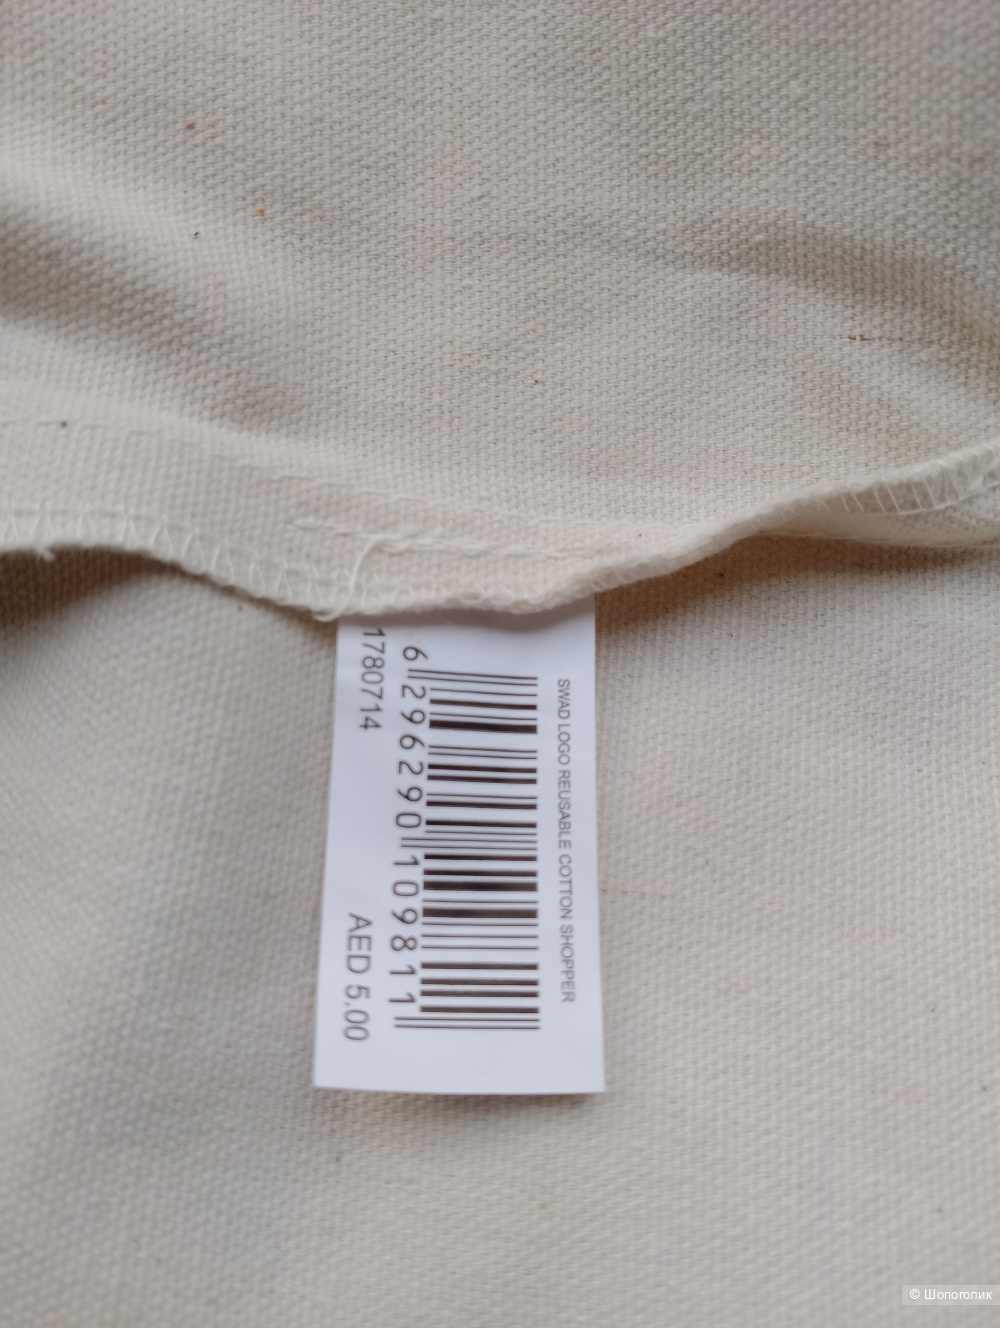 SWAD LOGO REUSABLE COTTON SHOPPER
6 296290 109811
1780714 AED 5.00
© Шопоголик